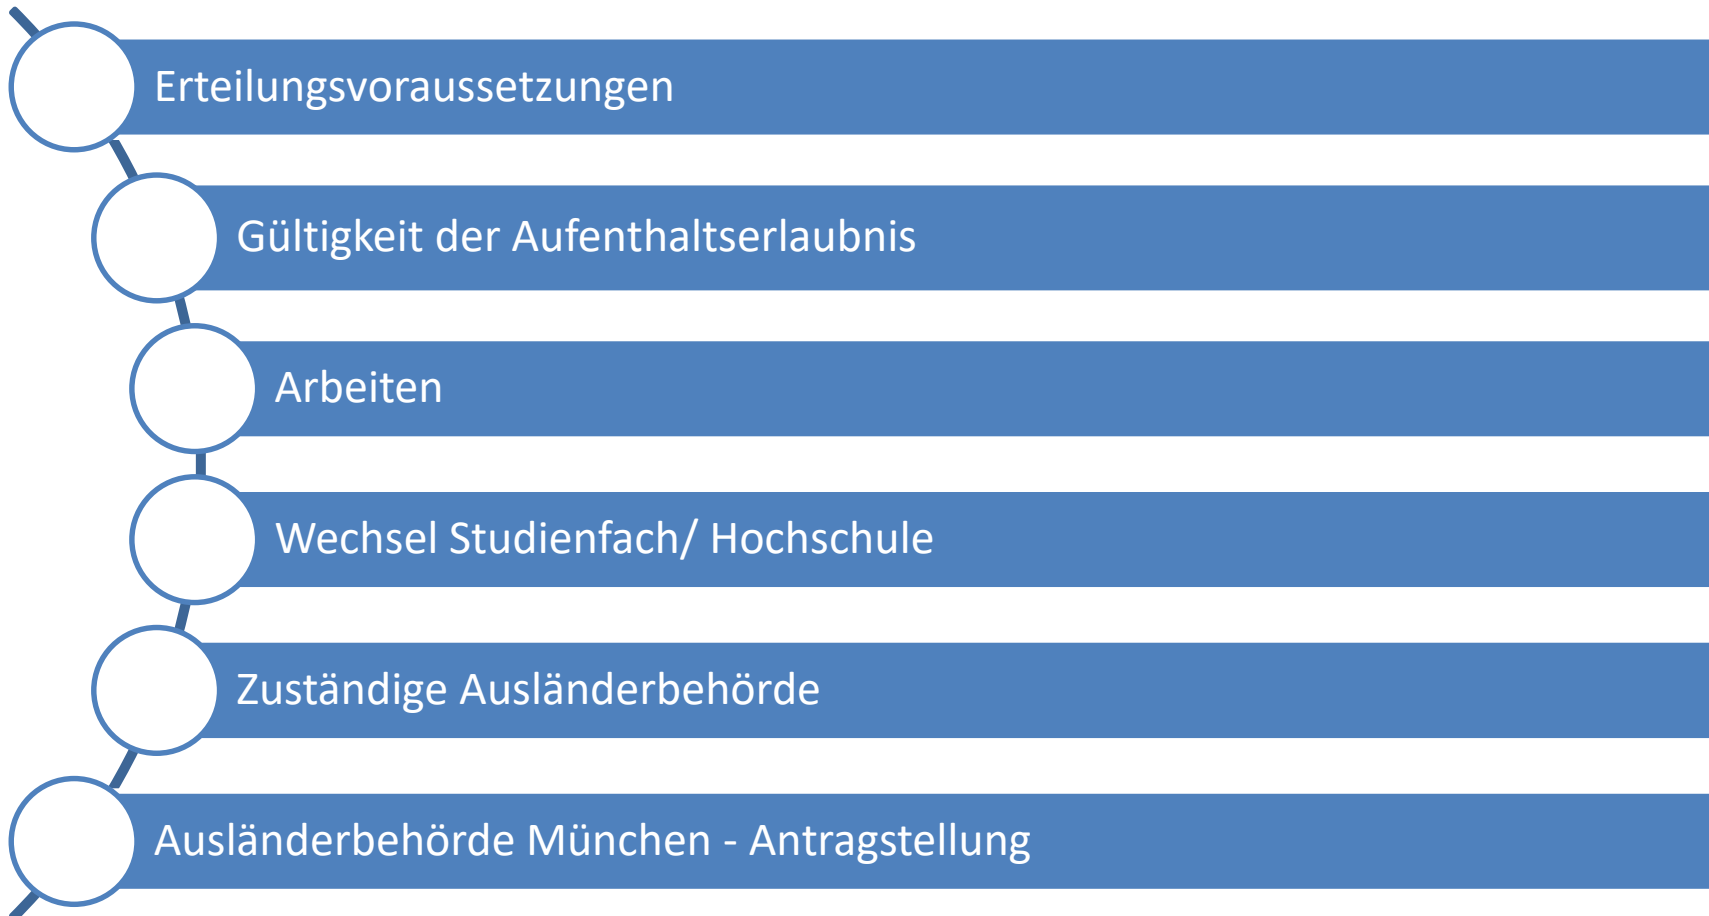 Erteilungsvoraussetzungen
Gültigkeit der Aufenthaltserlaubnis
Arbeiten
Wechsel Studienfach/ Hochschule
Zuständige Ausländerbehörde
Ausländerbehörde München - Antragstellung